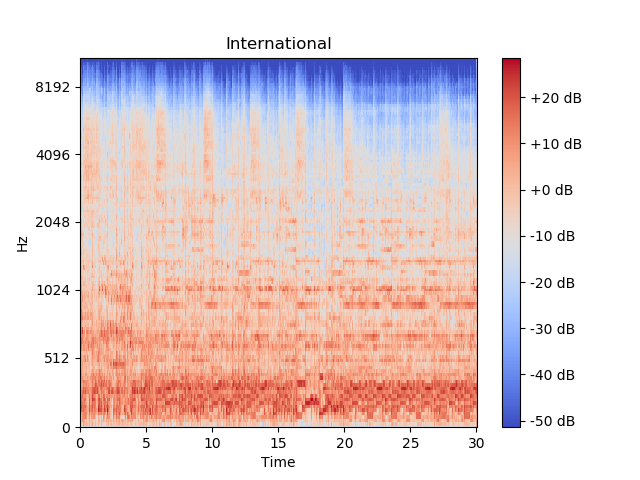 International
8192
4096
2048
1024
512
0
Hz
0 5 10 15 20 25 30
Time
+20 dB
+10 dB
+0 dB
-10 dB
-20 dB
-30 dB
-40 dB
-50 dB